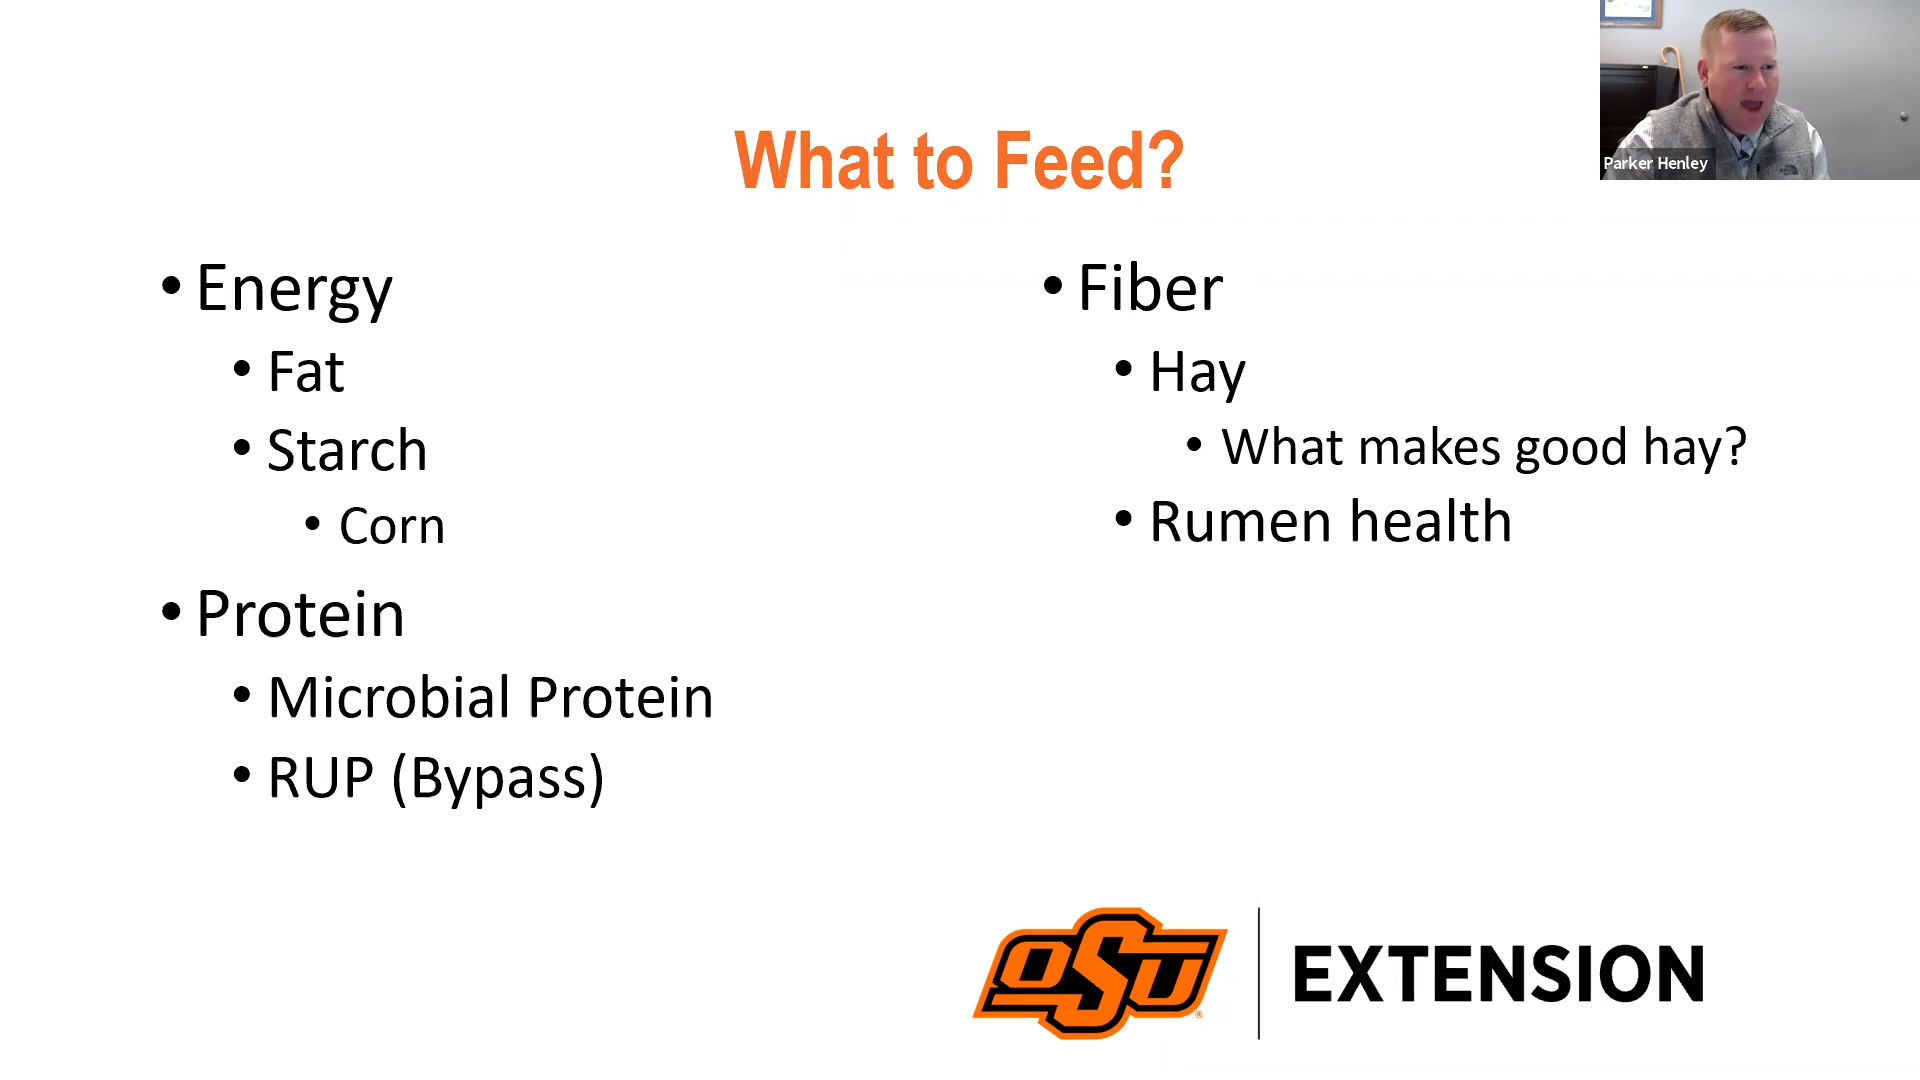 What to Feed?
Parker Henley
• Energy
• Fat
• Starch
• Corn
• Protein
• Microbial Protein
• RUP (Bypass)
• Fiber
• Hay
• What makes good hay?
• Rumen health
OSU
®
EXTENSION